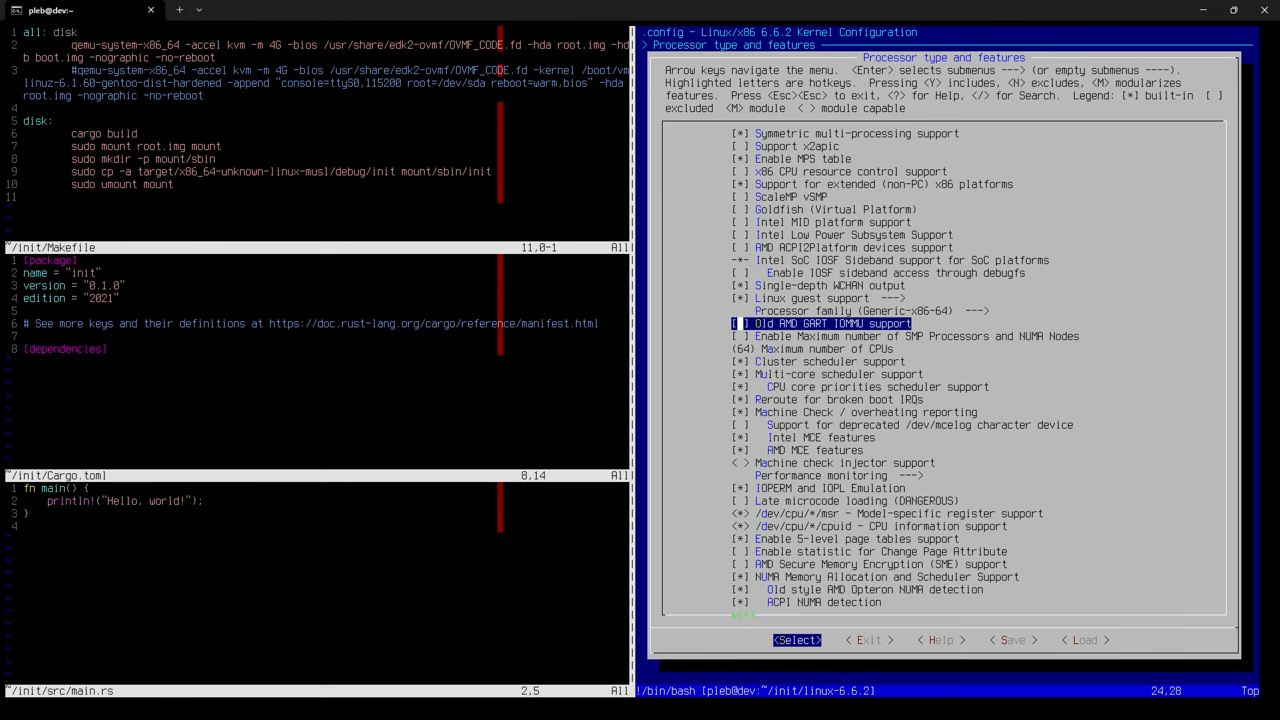 pleb@dev:~
1 all: disk
2 qemu-system-x86_64 -accel kvm -m 4G -bios /usr/share/edk2-ovmf/OVMF_CODE.fd -hda root.img -hd
b boot.img -nographic -no-reboot
3 #qemu-system-x86_64 -accel kvm -m 4G -bios /usr/share/edk2-ovmf/OVMF_CODE.fd -kernel /boot/vm
linuz-6.1.60-gentoo-dist-hardened -append "console=ttyS0,115200 root=/dev/sda reboot=warm,bios" -hda
root.img -nographic -no-reboot
4
5 disk:
6 cargo build
7 sudo mount root.img mount
8 sudo mkdir -p mount/sbin
9 sudo cp -a target/x86_64-unknown-linux-musl/debug/init mount/sbin/init
10 sudo umount mount
11
~
~
~
~/init/Makefile 11,0-1 All
1 [package]
2 name = "init"
3 version = "0.1.0"
4 edition = "2021"
5
6 # See more keys and their definitions at https://doc.rust-lang.org/cargo/reference/manifest.html
7
8 [dependencies]
~
~
~
~
~
~
~
~
~
~/init/Cargo.toml 8,14 All
1 fn main() {
2 println!("Hello, world!");
3 }
4
~
~
~
~
~
~
~
~
~
~
~
~
~/init/src/main.rs 2,5 All
.config - Linux/x86 6.6.2 Kernel Configuration
> Processor type and features
Processor type and features
Arrow keys navigate the menu. <Enter> selects submenus ---> (or empty submenus ----).
Highlighted letters are hotkeys. Pressing <Y> includes, <N> excludes, <M> modularizes
features. Press <Esc><Esc> to exit, <?> for Help, </> for Search. Legend: [*] built-in [ ]
excluded <M> module < > module capable
[*] Symmetric multi-processing support
[ ] Support x2apic
[*] Enable MPS table
[ ] x86 CPU resource control support
[*] Support for extended (non-PC) x86 platforms
[ ] ScaleMP vSMP
[ ] Goldfish (Virtual Platform)
[ ] Intel MID platform support
[ ] Intel Low Power Subsystem Support
[ ] AMD ACPI2Platform devices support
-*- Intel SoC IOSF Sideband support for SoC platforms
[ ] Enable IOSF sideband access through debugfs
[*] Single-depth WCHAN output
[*] Linux guest support --->
Processor family (Generic-x86-64) --->
[ ] Old AMD GART IOMMU support
[ ] Enable Maximum number of SMP Processors and NUMA Nodes
(64) Maximum number of CPUs
[*] Cluster scheduler support
[*] Multi-core scheduler support
[*] CPU core priorities scheduler support
[*] Reroute for broken boot IRQs
[*] Machine Check / overheating reporting
[ ] Support for deprecated /dev/mcelog character device
[*] Intel MCE features
[*] AMD MCE features
< > Machine check injector support
Performance monitoring --->
[*] IOPERM and IOPL Emulation
[ ] Late microcode loading (DANGEROUS)
<*> /dev/cpu/*/msr - Model-specific register support
<*> /dev/cpu/*/cpuid - CPU information support
[*] Enable 5-level page tables support
[ ] Enable statistic for Change Page Attribute
[ ] AMD Secure Memory Encryption (SME) support
[*] NUMA Memory Allocation and Scheduler Support
[*] Old style AMD Opteron NUMA detection
[*] ACPI NUMA detection
<Select> < Exit > < Help > < Save > < Load >
!/bin/bash [pleb@dev:~/init/linux-6.6.2] 24,28 Top